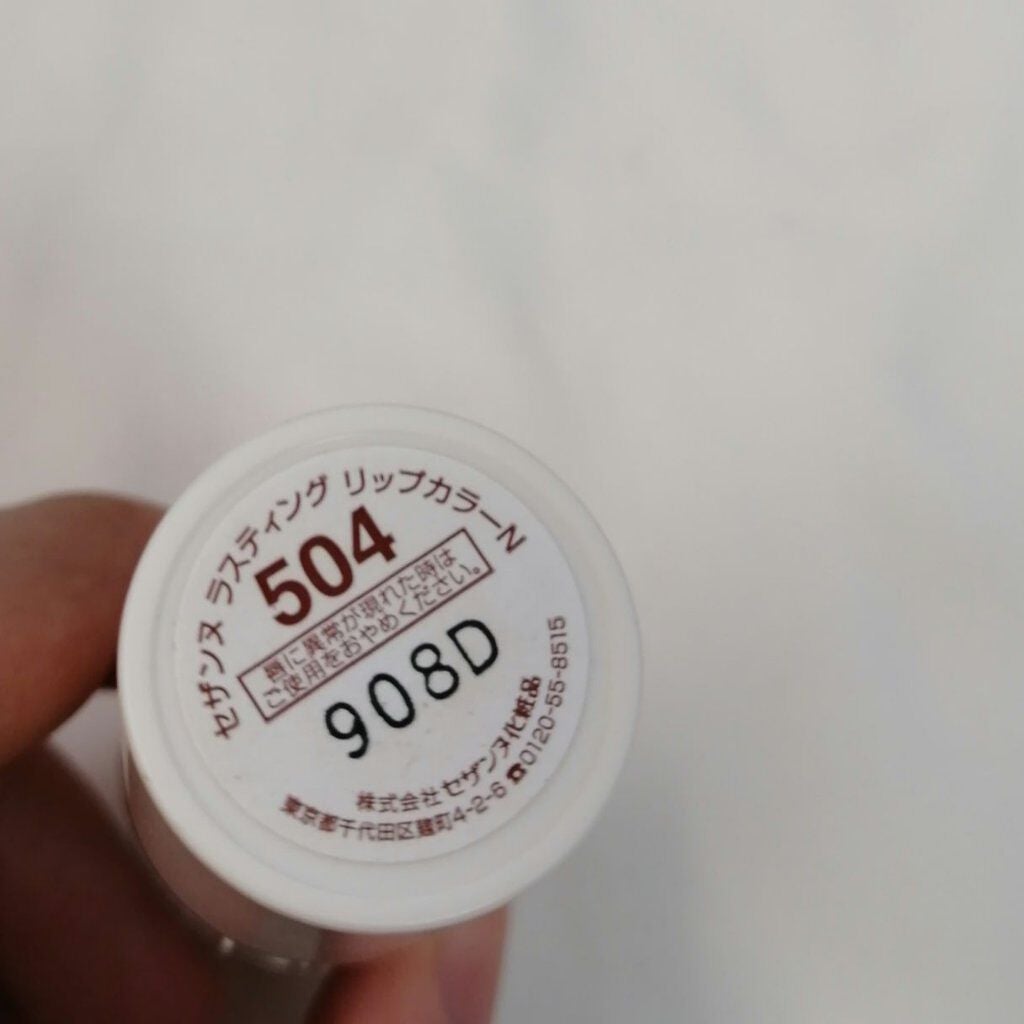 セザンヌ ラスティング リップカラーN
504
唇に異常が現れた時は
ご使用をおやめください。
908D
株式会社セザンヌ化粧品
東京都千代田区麹町4-2-6 ☎0120-55-8515